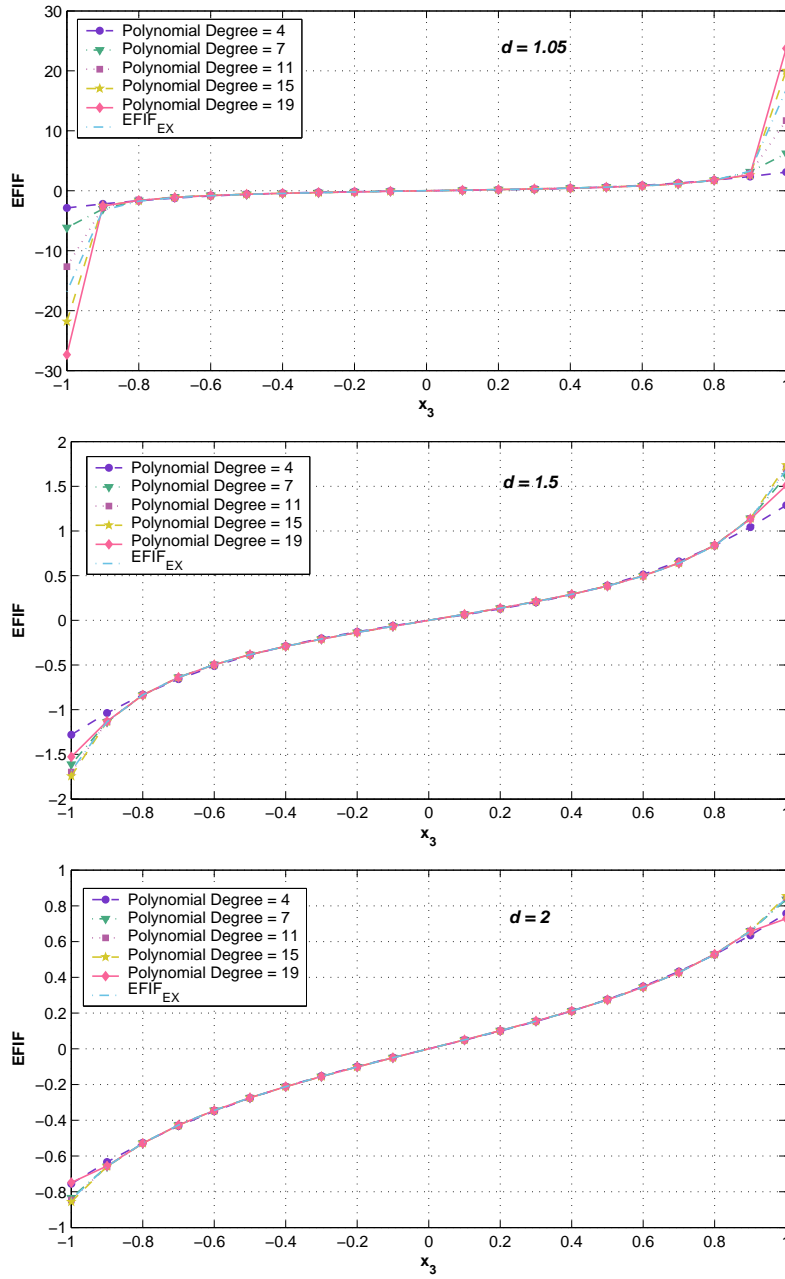 Polynomial Degree = 4
Polynomial Degree = 7
Polynomial Degree = 11
Polynomial Degree = 15
Polynomial Degree = 19
EFIF_EX
d = 1.05
30
20
10
0
−10
−20
−30
EFIF
−1 −0.8 −0.6 −0.4 −0.2 0 0.2 0.4 0.6 0.8 1
x_3
Polynomial Degree = 4
Polynomial Degree = 7
Polynomial Degree = 11
Polynomial Degree = 15
Polynomial Degree = 19
EFIF_EX
d = 1.5
2
1.5
1
0.5
0
−0.5
−1
−1.5
−2
EFIF
−1 −0.8 −0.6 −0.4 −0.2 0 0.2 0.4 0.6 0.8 1
x_3
Polynomial Degree = 4
Polynomial Degree = 7
Polynomial Degree = 11
Polynomial Degree = 15
Polynomial Degree = 19
EFIF_EX
d = 2
1
0.8
0.6
0.4
0.2
0
−0.2
−0.4
−0.6
−0.8
−1
EFIF
−1 −0.8 −0.6 −0.4 −0.2 0 0.2 0.4 0.6 0.8 1
x_3